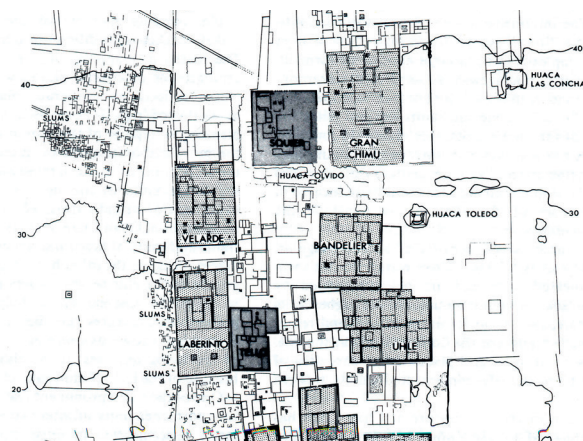 40
40
HUACA
LAS CONCHA
SLUMS
SQUIER
GRAN
CHIMU
HUACA OLVIDO
30
HUACA TOLEDO
VELARDE
BANDELIER
30
SLUMS
LABERINTO
TELLO
UHLE
SLUMS
20